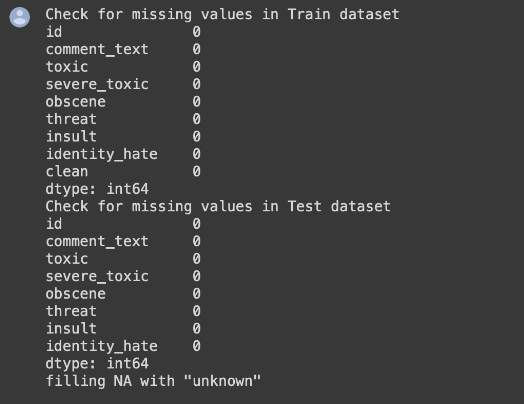 Check for missing values in Train dataset
id 0
comment_text 0
toxic 0
severe_toxic 0
obscene 0
threat 0
insult 0
identity_hate 0
clean 0
dtype: int64
Check for missing values in Test dataset
id 0
comment_text 0
toxic 0
severe_toxic 0
obscene 0
threat 0
insult 0
identity_hate 0
dtype: int64
filling NA with "unknown"